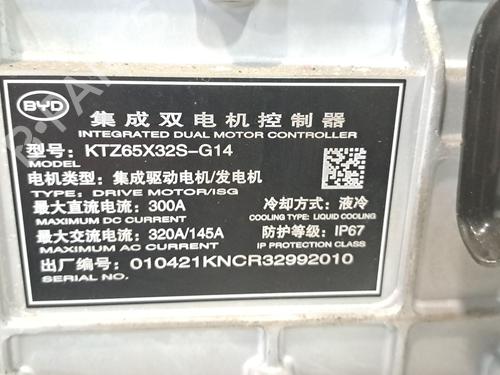 BYD
集成双电机控制器
INTEGRATED DUAL MOTOR CONTROLLER
型号: KTZ65X32S-G14
MODEL
电机类型: 集成驱动电机/发电机
TYPE: DRIVE MOTOR/ISG
最大直流电流: 300A 冷却方式: 液冷
MAXIMUM DC CURRENT COOLING TYPE: LIQUID COOLING
最大交流电流: 320A/145A 防护等级: IP67
MAXIMUM AC CURRENT IP PROTECTION CLASS
出厂编号: 010421KNCR32992010
SERIAL NO.